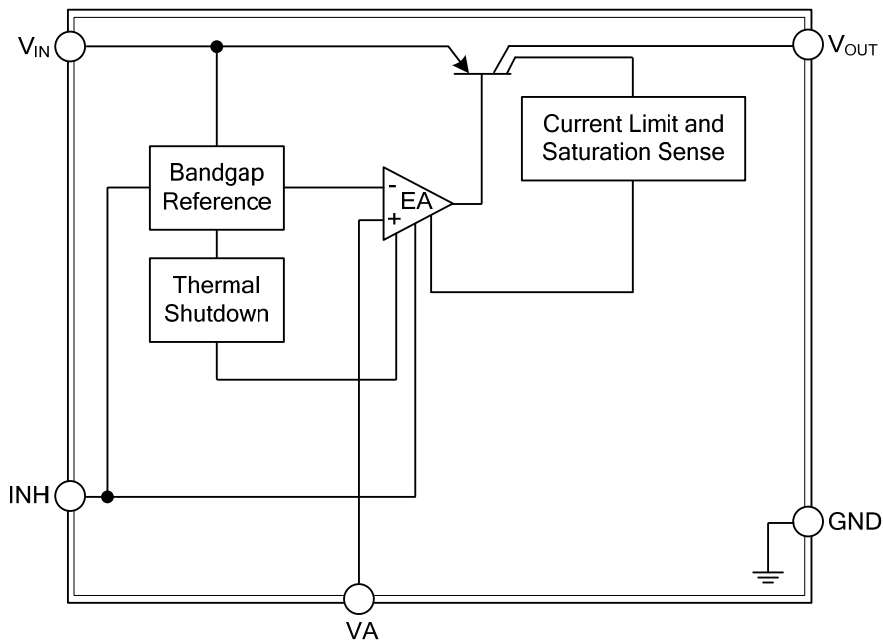 VIN
VOUT
Current Limit and
Saturation Sense
Bandgap
Reference
-
EA
+
Thermal
Shutdown
INH
GND
VA